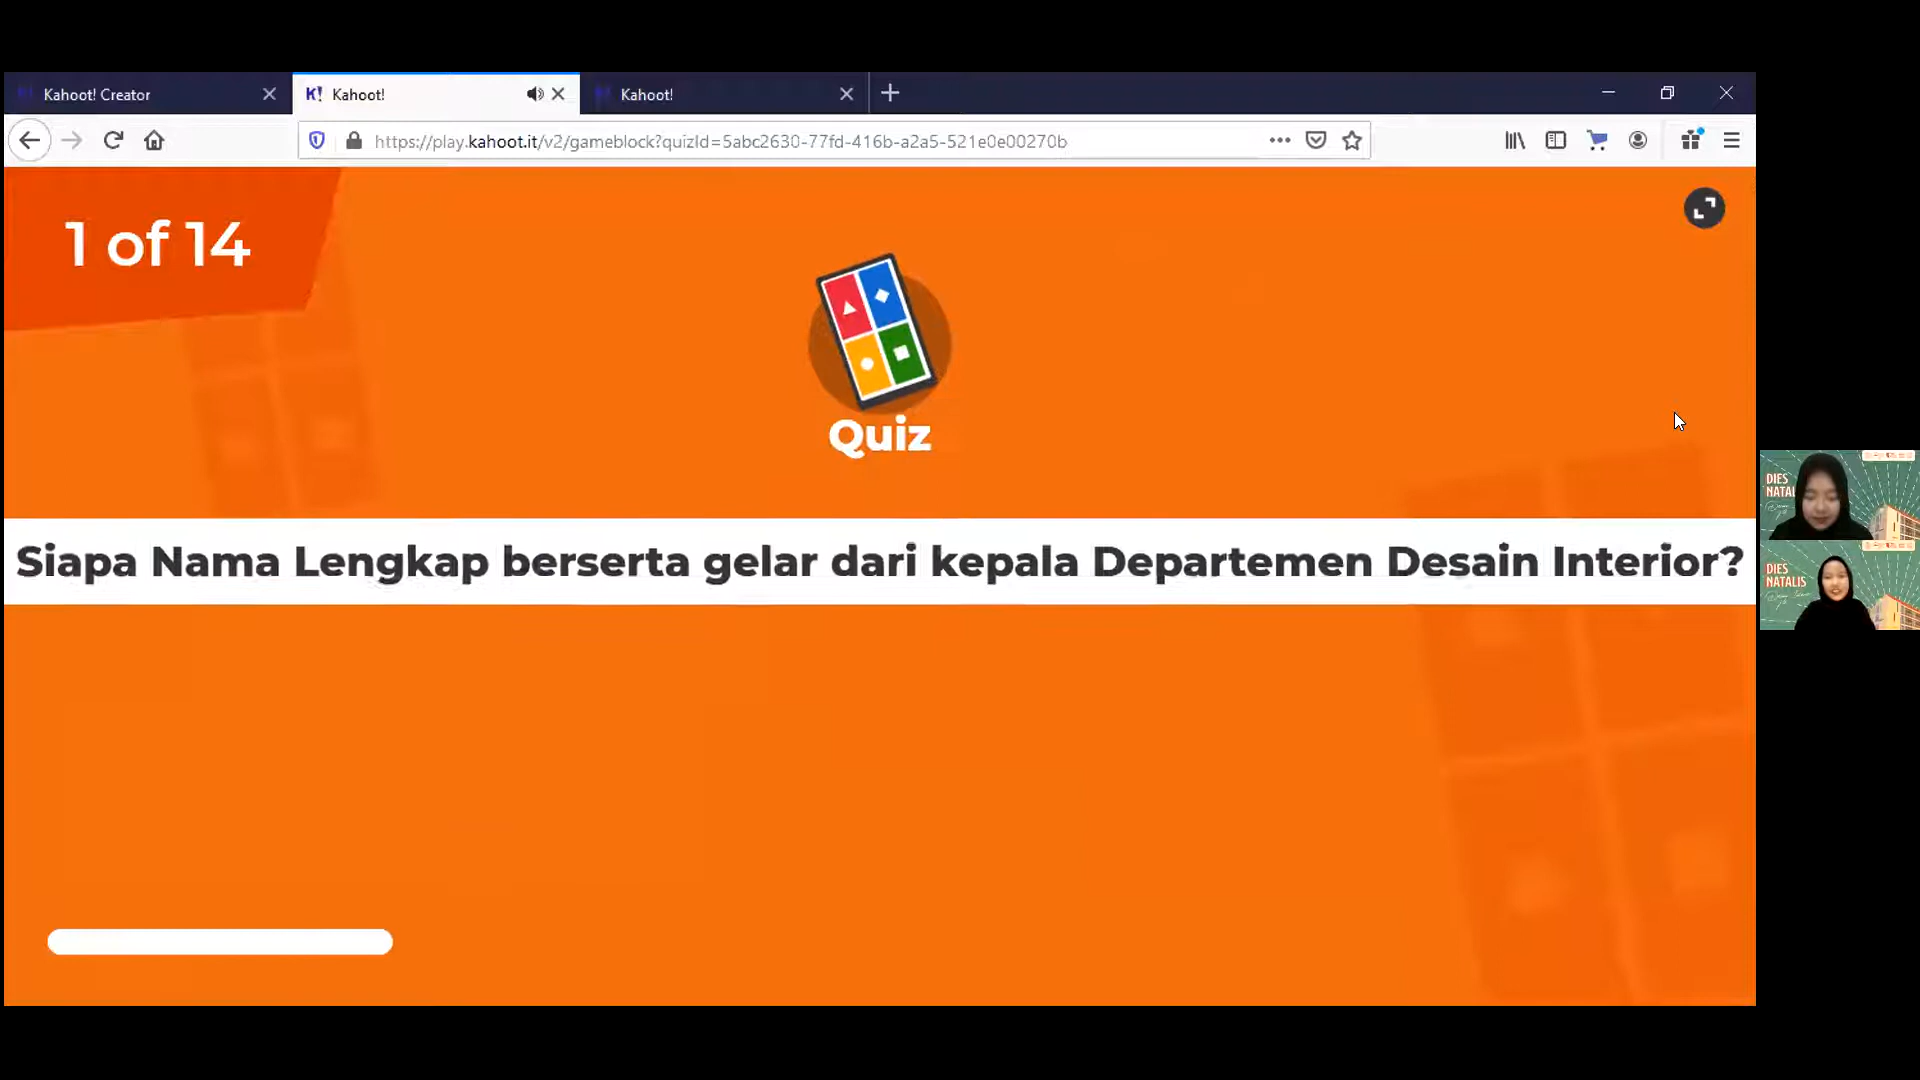 Kahoot! Creator
K! Kahoot!
Kahoot!
https://play.kahoot.it/v2/gameblock?quizId=5abc2630-77fd-416b-a2a5-521e0e00270b
1 of 14
Quiz
Siapa Nama Lengkap berserta gelar dari kepala Departemen Desain Interior?
DIES
DIES
NATALIS